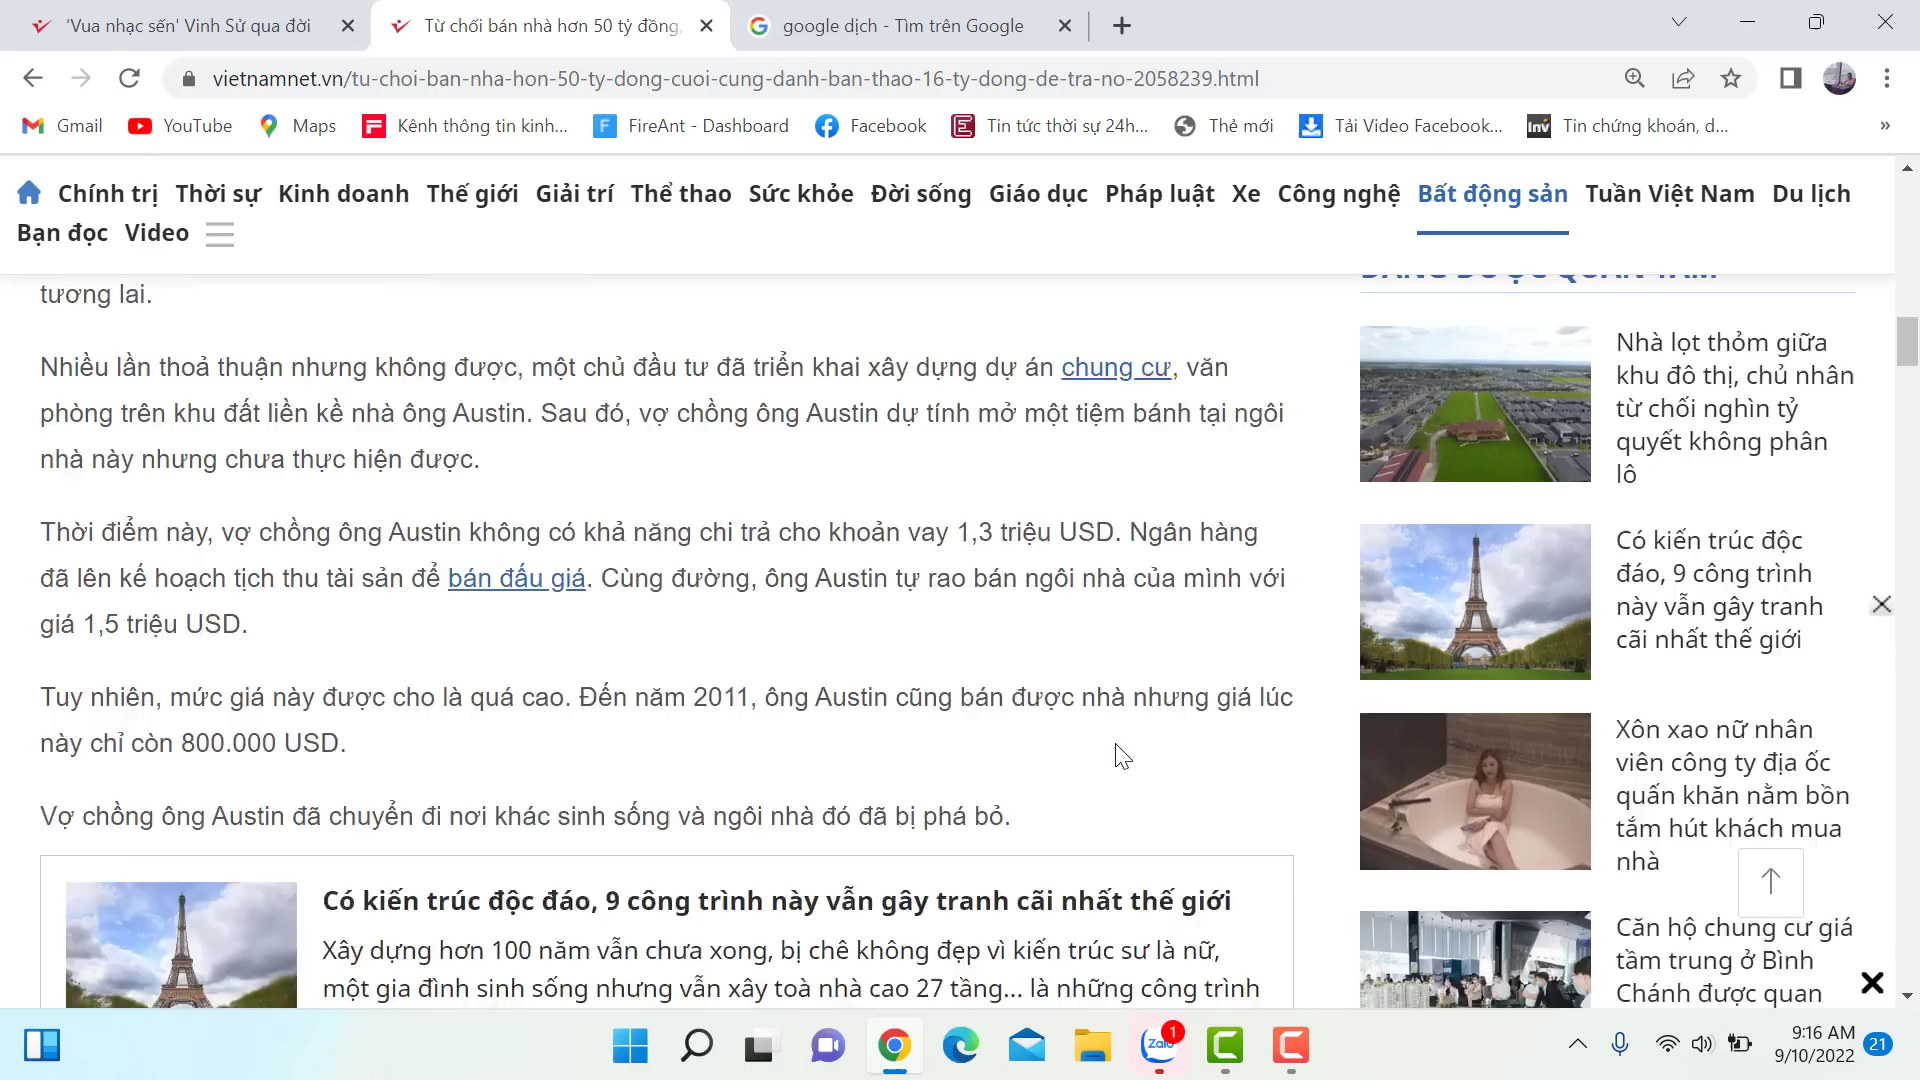 'Vua nhạc sến' Vinh Sử qua đời
Từ chối bán nhà hơn 50 tỷ đồng,
google dịch - Tìm trên Google
vietnamnet.vn/tu-choi-ban-nha-hon-50-ty-dong-cuoi-cung-danh-ban-thao-16-ty-dong-de-tra-no-2058239.html
Gmail YouTube Maps Kênh thông tin kinh... FireAnt - Dashboard Facebook Tin tức thời sự 24h... Thẻ mới Tải Video Facebook... Inv Tin chứng khoán, d... »
Chính trị Thời sự Kinh doanh Thế giới Giải trí Thể thao Sức khỏe Đời sống Giáo dục Pháp luật Xe Công nghệ Bất động sản Tuần Việt Nam Du lịch
Bạn đọc Video
tương lai.
Nhiều lần thoả thuận nhưng không được, một chủ đầu tư đã triển khai xây dựng dự án chung cư, văn
phòng trên khu đất liền kề nhà ông Austin. Sau đó, vợ chồng ông Austin dự tính mở một tiệm bánh tại ngôi
nhà này nhưng chưa thực hiện được.
Thời điểm này, vợ chồng ông Austin không có khả năng chi trả cho khoản vay 1,3 triệu USD. Ngân hàng
đã lên kế hoạch tịch thu tài sản để bán đấu giá. Cùng đường, ông Austin tự rao bán ngôi nhà của mình với
giá 1,5 triệu USD.
Tuy nhiên, mức giá này được cho là quá cao. Đến năm 2011, ông Austin cũng bán được nhà nhưng giá lúc
này chỉ còn 800.000 USD.
Vợ chồng ông Austin đã chuyển đi nơi khác sinh sống và ngôi nhà đó đã bị phá bỏ.
Có kiến trúc độc đáo, 9 công trình này vẫn gây tranh cãi nhất thế giới
Xây dựng hơn 100 năm vẫn chưa xong, bị chê không đẹp vì kiến trúc sư là nữ,
một gia đình sinh sống nhưng vẫn xây toà nhà cao 27 tầng... là những công trình
ĐANG ĐƯỢC QUAN TÂM
Nhà lọt thỏm giữa
khu đô thị, chủ nhân
từ chối nghìn tỷ
quyết không phân
lô
Có kiến trúc độc
đáo, 9 công trình
này vẫn gây tranh
cãi nhất thế giới
Xôn xao nữ nhân
viên công ty địa ốc
quấn khăn nằm bồn
tắm hút khách mua
nhà
Căn hộ chung cư giá
tầm trung ở Bình
Chánh được quan
Zalo 1
9:16 AM
9/10/2022
21